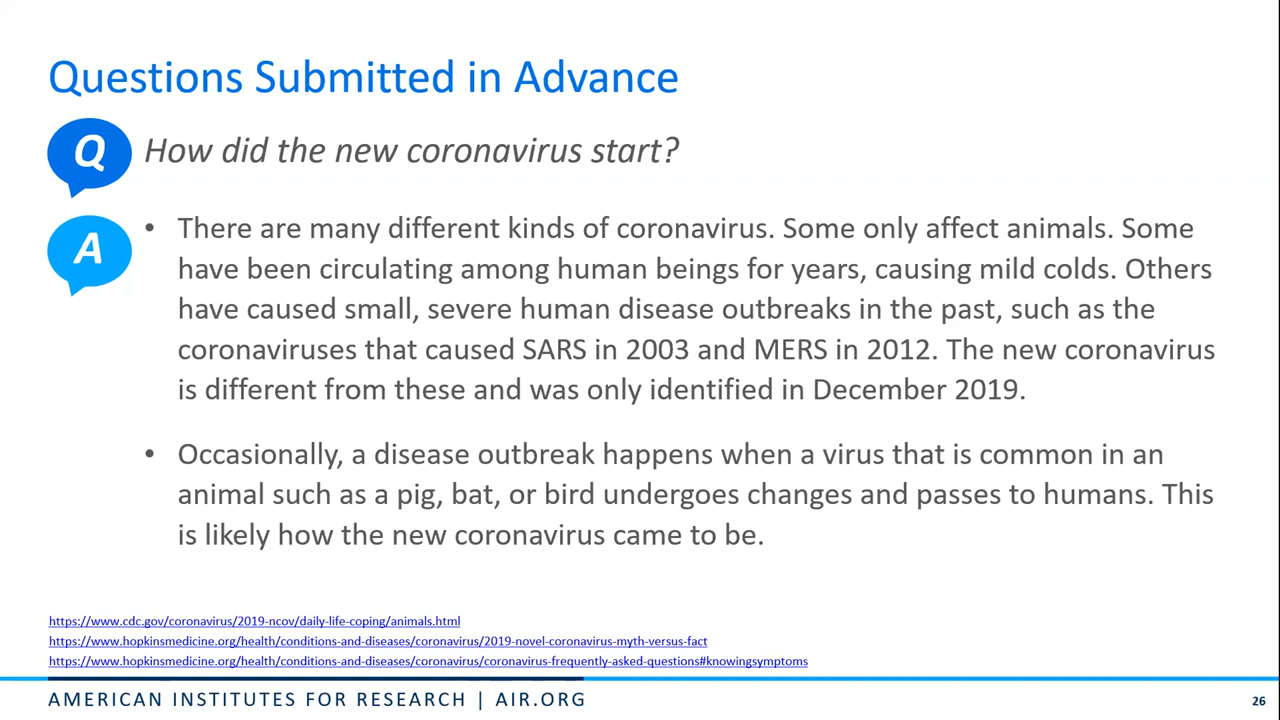 Questions Submitted in Advance
Q How did the new coronavirus start?
A • There are many different kinds of coronavirus. Some only affect animals. Some
have been circulating among human beings for years, causing mild colds. Others
have caused small, severe human disease outbreaks in the past, such as the
coronaviruses that caused SARS in 2003 and MERS in 2012. The new coronavirus
is different from these and was only identified in December 2019.
• Occasionally, a disease outbreak happens when a virus that is common in an
animal such as a pig, bat, or bird undergoes changes and passes to humans. This
is likely how the new coronavirus came to be.
https://www.cdc.gov/coronavirus/2019-ncov/daily-life-coping/animals.html
https://www.hopkinsmedicine.org/health/conditions-and-diseases/coronavirus/2019-novel-coronavirus-myth-versus-fact
https://www.hopkinsmedicine.org/health/conditions-and-diseases/coronavirus/coronavirus-frequently-asked-questions#knowingsymptoms
AMERICAN INSTITUTES FOR RESEARCH | AIR.ORG 26